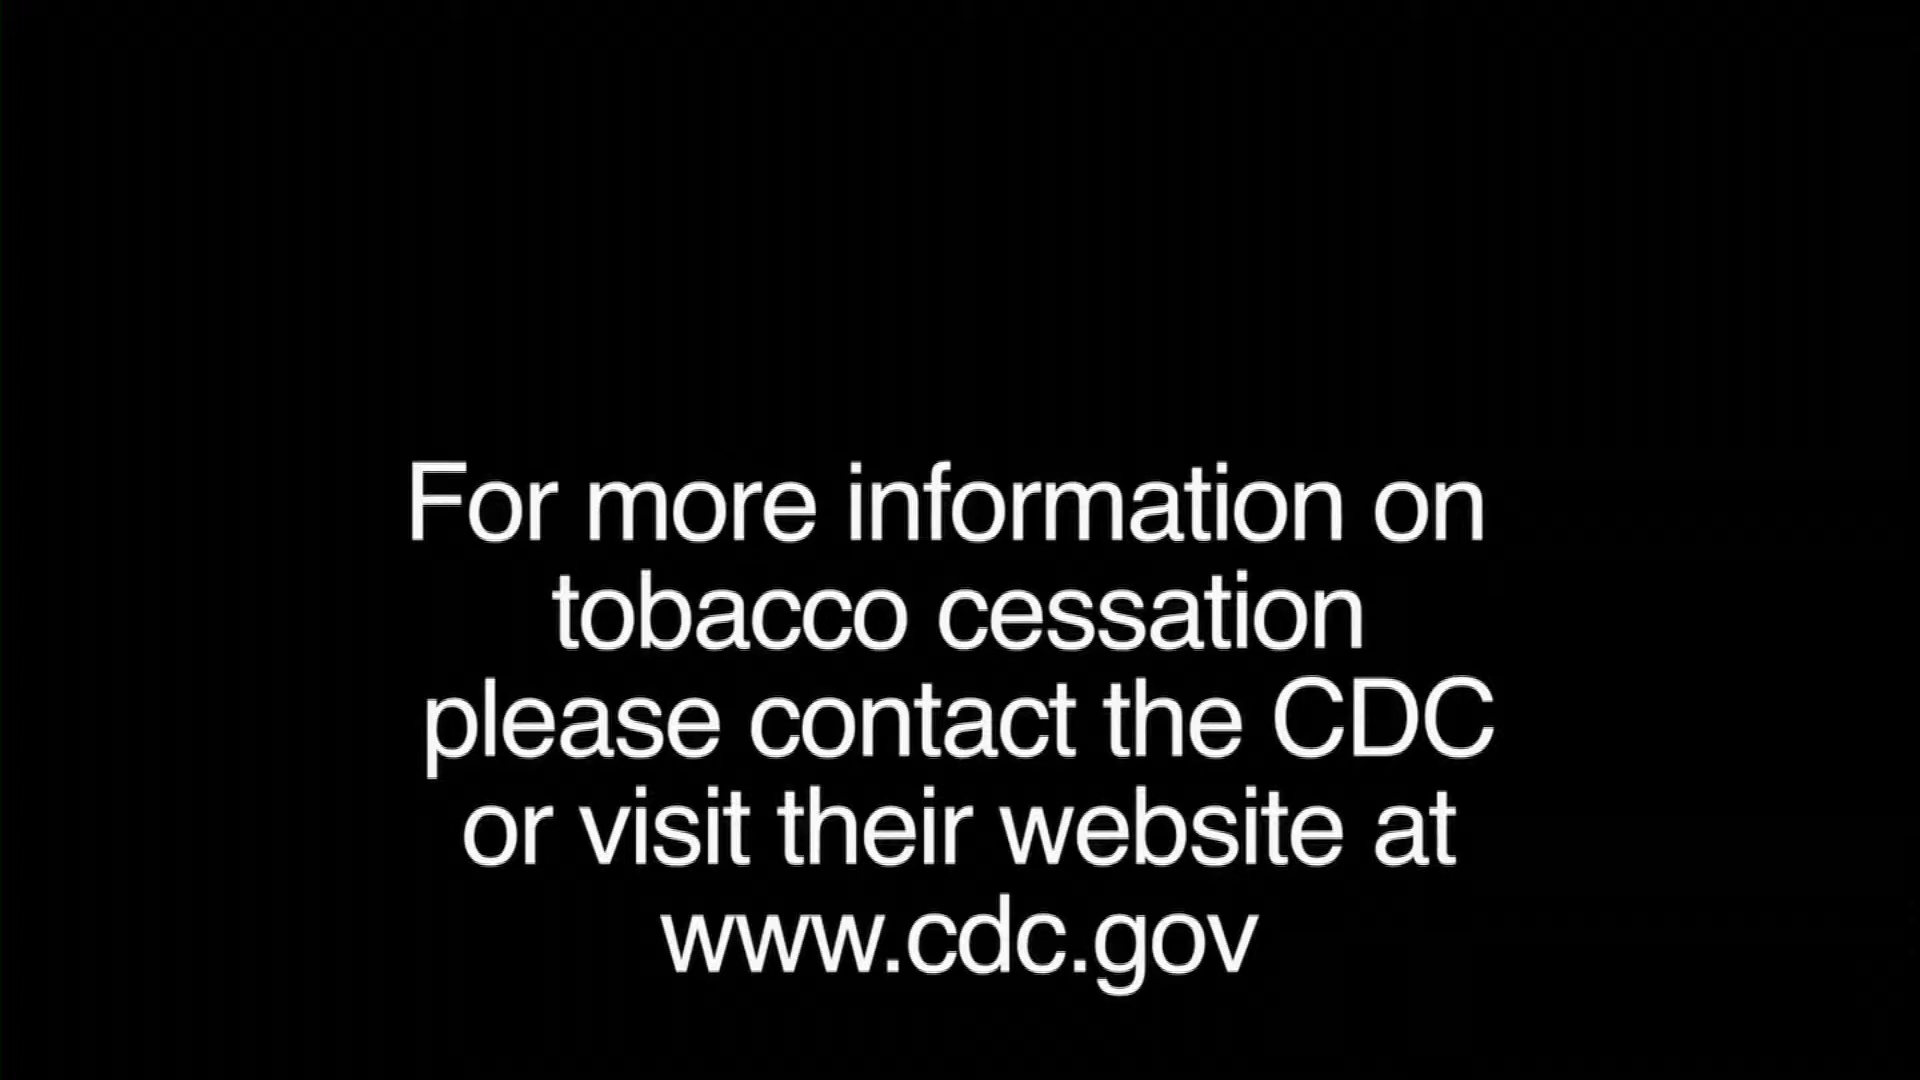 For more information on
tobacco cessation
please contact the CDC
or visit their website at
www.cdc.gov